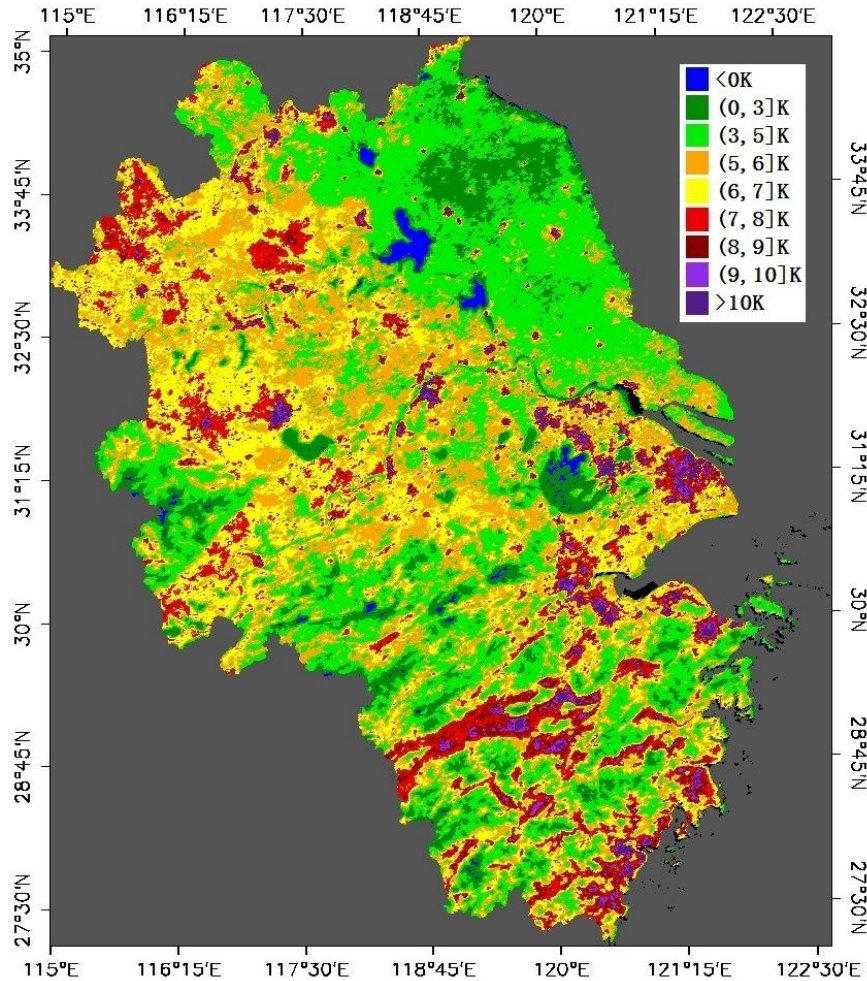 115°E 116°15'E 117°30'E 118°45'E 120°E 121°15'E 122°30'E
35°N
33°45'N
32°30'N
31°15'N
30°N
28°45'N
27°30'N
<0K
(0, 3]K
(3, 5]K
(5, 6]K
(6, 7]K
(7, 8]K
(8, 9]K
(9, 10]K
>10K
33°45'N
32°30'N
31°15'N
30°N
28°45'N
27°30'N
115°E 116°15'E 117°30'E 118°45'E 120°E 121°15'E 122°30'E